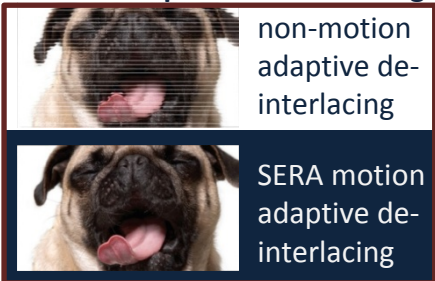 non-motion
adaptive de-
interlacing
SERA motion
adaptive de-
interlacing